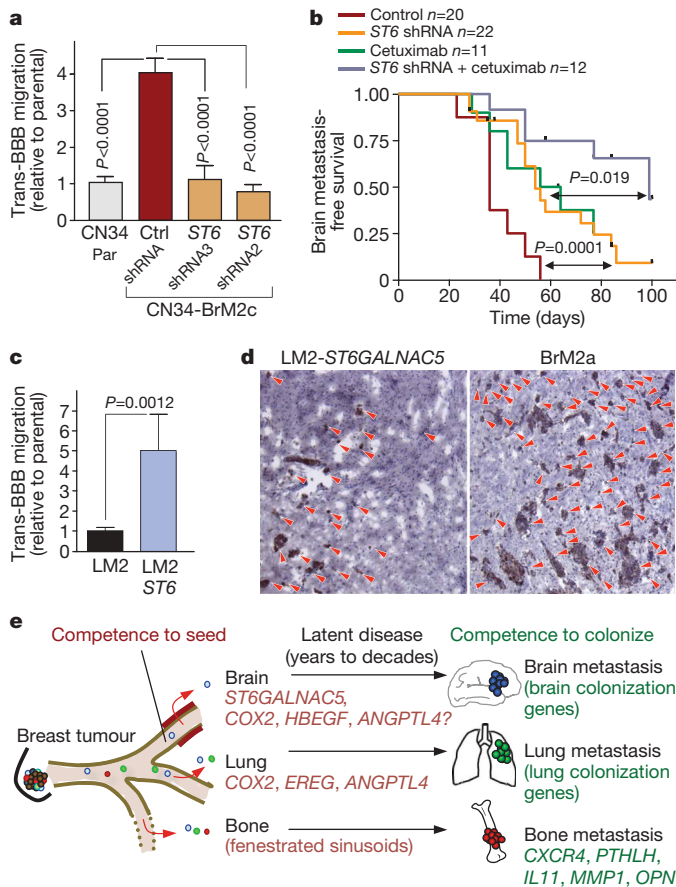 a
Trans-BBB migration
(relative to parental)
4
3
2
1
0
P<0.0001
P<0.0001
P<0.0001
CN34
Par
Ctrl
shRNA
ST6
shRNA3
ST6
shRNA2
CN34-BrM2c
b
Control n=20
ST6 shRNA n=22
Cetuximab n=11
ST6 shRNA + cetuximab n=12
Brain metastasis-
free survival
1.00
0.75
0.50
0.25
0
P=0.019
P=0.0001
0 20 40 60 80 100
Time (days)
c
Trans-BBB migration
(relative to parental)
7
6
5
4
3
2
1
0
P=0.0012
LM2
LM2
ST6
d
LM2-ST6GALNAC5
BrM2a
e
Competence to seed
Latent disease
(years to decades)
Competence to colonize
Breast tumour
Brain
ST6GALNAC5,
COX2, HBEGF, ANGPTL4?
Brain metastasis
(brain colonization
genes)
Lung
COX2, EREG, ANGPTL4
Lung metastasis
(lung colonization
genes)
Bone
(fenestrated sinusoids)
Bone metastasis
CXCR4, PTHLH,
IL11, MMP1, OPN